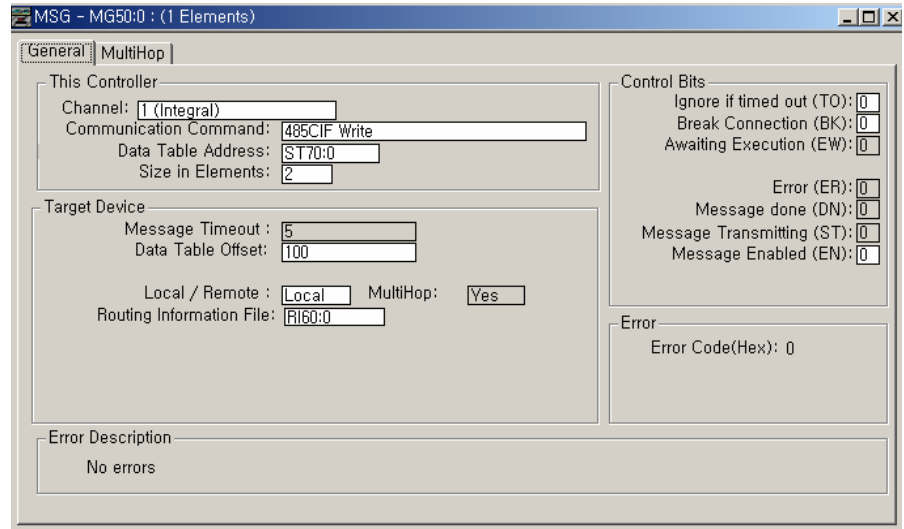 MSG - MG50:0 : (1 Elements)
General MultiHop
This Controller
Channel: 1 (Integral)
Communication Command: 485CIF Write
Data Table Address: ST70:0
Size in Elements: 2
Target Device
Message Timeout : 5
Data Table Offset: 100
Local / Remote : Local MultiHop: Yes
Routing Information File: RI60:0
Control Bits
Ignore if timed out (TO): 0
Break Connection (BK): 0
Awaiting Execution (EW): 0
Error (ER): 0
Message done (DN): 0
Message Transmitting (ST): 0
Message Enabled (EN): 0
Error
Error Code(Hex): 0
Error Description
No errors